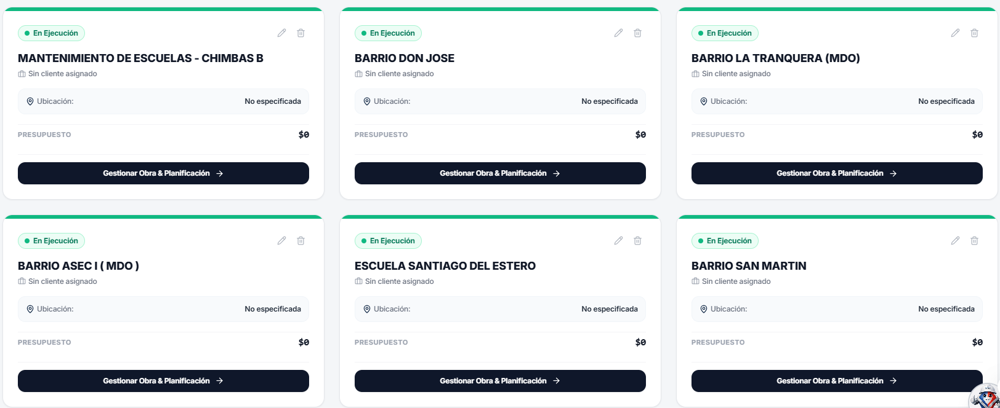 En Ejecución
MANTENIMIENTO DE ESCUELAS - CHIMBAS B
Sin cliente asignado
Ubicación: No especificada
PRESUPUESTO $0
Gestionar Obra & Planificación →
En Ejecución
BARRIO DON JOSE
Sin cliente asignado
Ubicación: No especificada
PRESUPUESTO $0
Gestionar Obra & Planificación →
En Ejecución
BARRIO LA TRANQUERA (MDO)
Sin cliente asignado
Ubicación: No especificada
PRESUPUESTO $0
Gestionar Obra & Planificación →
En Ejecución
BARRIO ASEC I ( MDO )
Sin cliente asignado
Ubicación: No especificada
PRESUPUESTO $0
Gestionar Obra & Planificación →
En Ejecución
ESCUELA SANTIAGO DEL ESTERO
Sin cliente asignado
Ubicación: No especificada
PRESUPUESTO $0
Gestionar Obra & Planificación →
En Ejecución
BARRIO SAN MARTIN
Sin cliente asignado
Ubicación: No especificada
PRESUPUESTO $0
Gestionar Obra & Planificación →